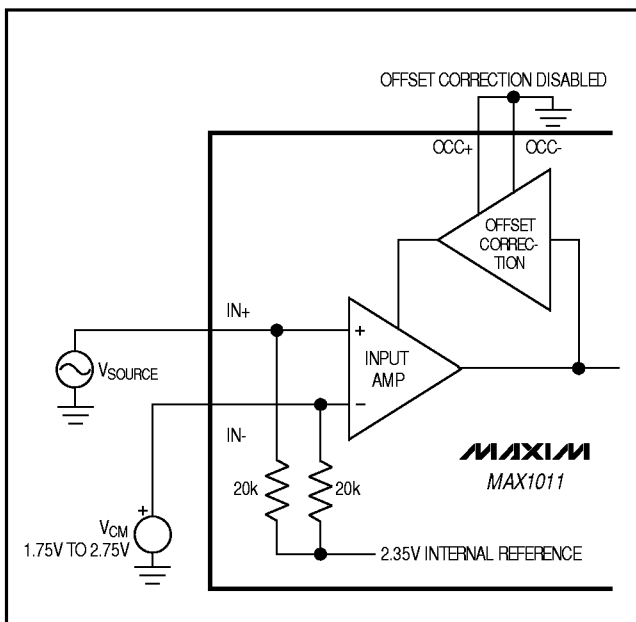 OFFSET CORRECTION DISABLED
OCC+ OCC-
OFFSET
CORREC-
TION
IN+
+
INPUT
AMP
VSOURCE
−
IN-
MAXIM
MAX1011
20k 20k
+
VCM
1.75V TO 2.75V
2.35V INTERNAL REFERENCE